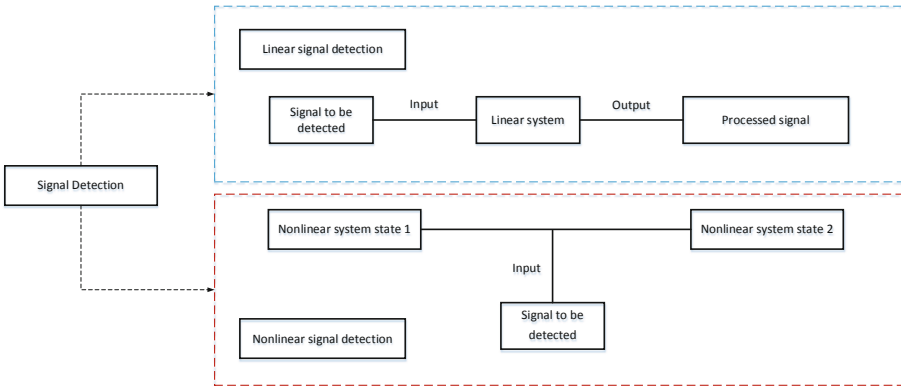 Linear signal detection
Input
Output
Signal to be
detected
Linear system
Processed signal
Signal Detection
Nonlinear system state 1
Nonlinear system state 2
Input
Signal to be
detected
Nonlinear signal detection